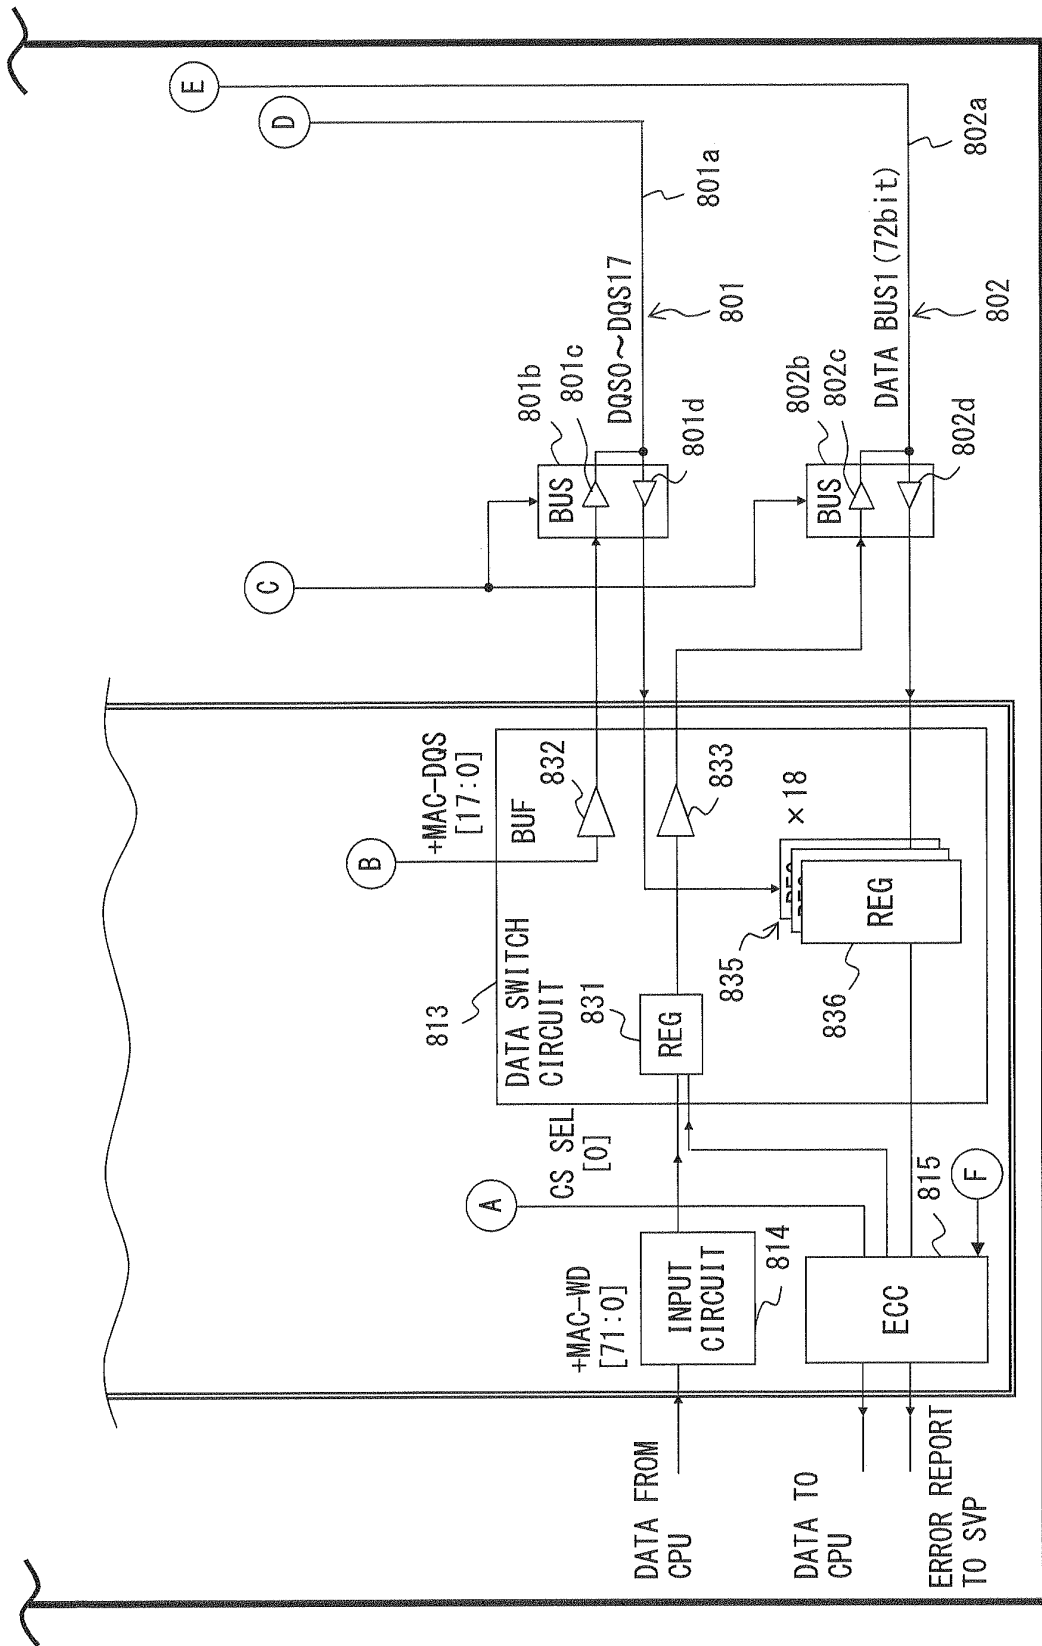 E
D
801a
802a
DQS0~DQS17
801
DATA BUS1 (72bit)
802
801b
801c
BUS
801d
802b
802c
BUS
802d
C
+MAC-DQS
[17:0]
B
BUF
832
833
×18
DATA SWITCH
CIRCUIT
813
831
REG
835
REG
836
CS SEL
[0]
A
815
F
+MAC-WD
[71:0]
INPUT
CIRCUIT
814
ECC
DATA FROM
CPU
DATA TO
CPU
ERROR REPORT
TO SVP